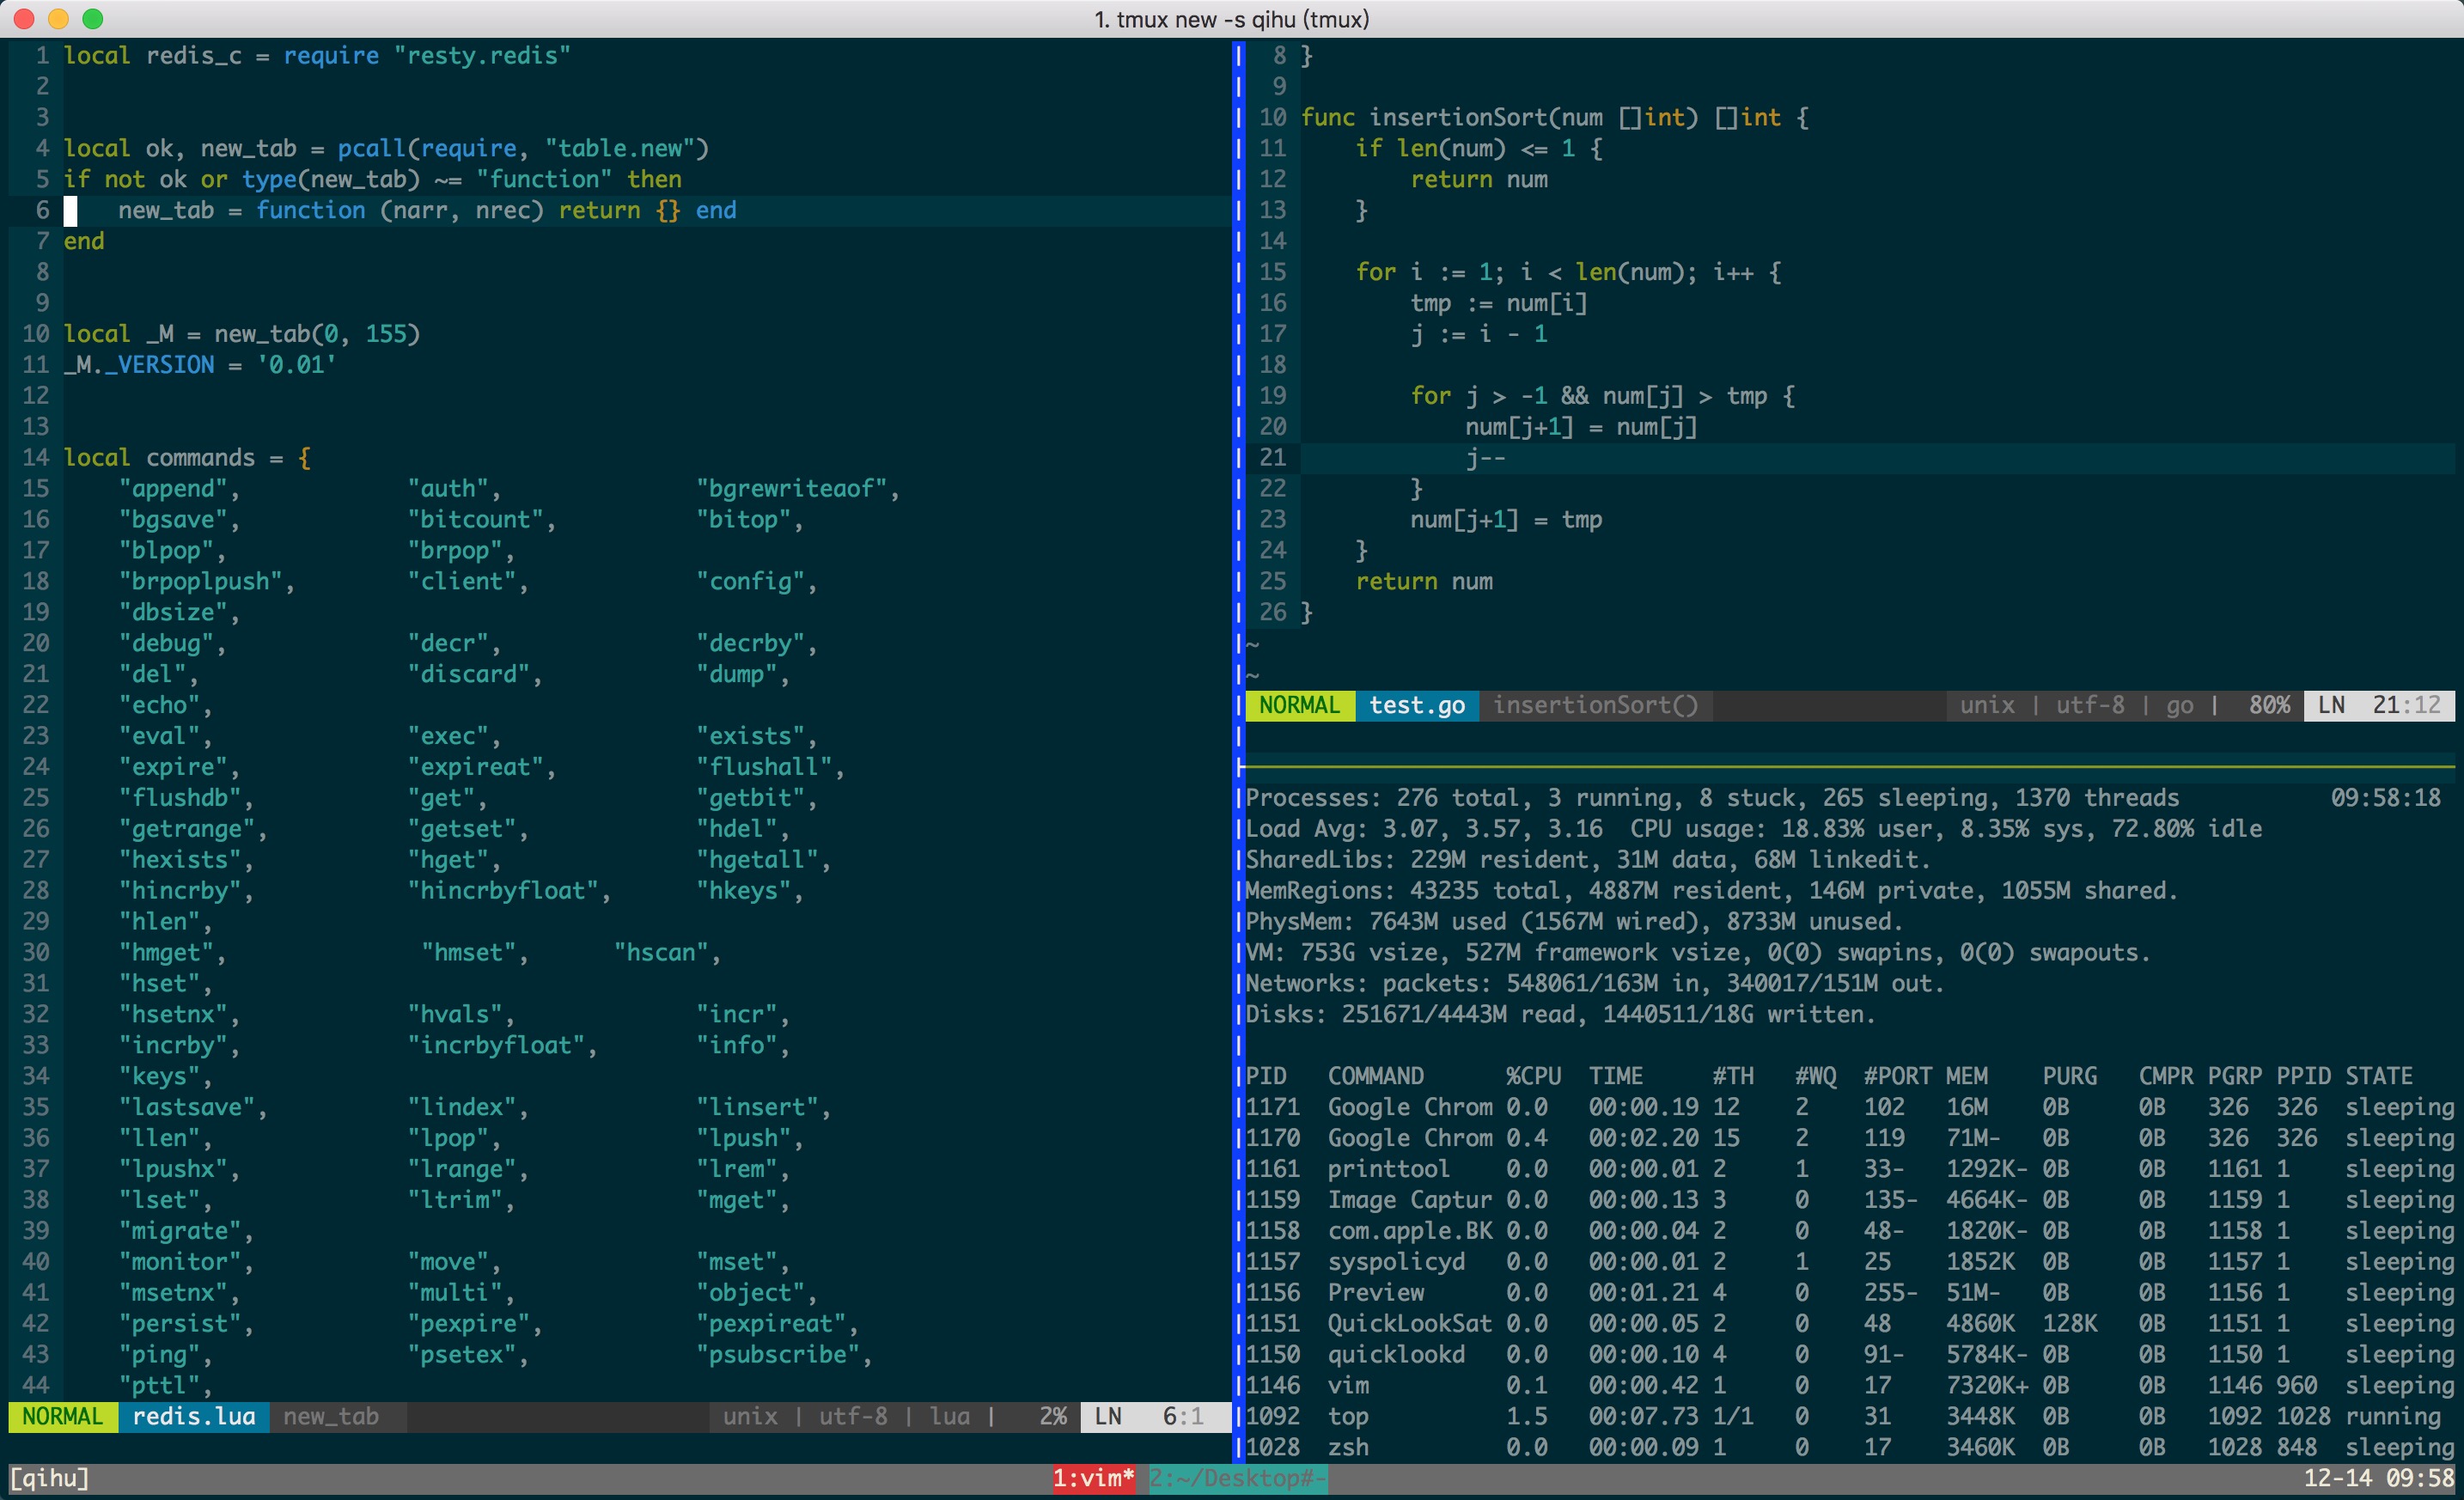 1. tmux new -s qihu (tmux)
1 local redis_c = require "resty.redis"
2
3
4 local ok, new_tab = pcall(require, "table.new")
5 if not ok or type(new_tab) ~= "function" then
6     new_tab = function (narr, nrec) return {} end
7 end
8
9
10 local _M = new_tab(0, 155)
11 _M._VERSION = '0.01'
12
13
14 local commands = {
15     "append",            "auth",              "bgrewriteaof",
16     "bgsave",            "bitcount",          "bitop",
17     "blpop",             "brpop",
18     "brpoplpush",        "client",            "config",
19     "dbsize",
20     "debug",             "decr",              "decrby",
21     "del",               "discard",           "dump",
22     "echo",
23     "eval",              "exec",              "exists",
24     "expire",            "expireat",          "flushall",
25     "flushdb",           "get",               "getbit",
26     "getrange",          "getset",            "hdel",
27     "hexists",           "hget",              "hgetall",
28     "hincrby",           "hincrbyfloat",      "hkeys",
29     "hlen",
30     "hmget",              "hmset",      "hscan",
31     "hset",
32     "hsetnx",            "hvals",             "incr",
33     "incrby",            "incrbyfloat",       "info",
34     "keys",
35     "lastsave",          "lindex",            "linsert",
36     "llen",              "lpop",              "lpush",
37     "lpushx",            "lrange",            "lrem",
38     "lset",              "ltrim",             "mget",
39     "migrate",
40     "monitor",           "move",              "mset",
41     "msetnx",            "multi",             "object",
42     "persist",           "pexpire",           "pexpireat",
43     "ping",              "psetex",            "psubscribe",
44     "pttl",
NORMAL redis.lua new_tab unix | utf-8 | lua | 2% LN 6:1
8 }
9
10 func insertionSort(num []int) []int {
11     if len(num) <= 1 {
12         return num
13     }
14
15     for i := 1; i < len(num); i++ {
16         tmp := num[i]
17         j := i - 1
18
19         for j > -1 && num[j] > tmp {
20             num[j+1] = num[j]
21             j--
22         }
23         num[j+1] = tmp
24     }
25     return num
26 }
~
~
NORMAL test.go insertionSort() unix | utf-8 | go | 80% LN 21:12
Processes: 276 total, 3 running, 8 stuck, 265 sleeping, 1370 threads 09:58:18
Load Avg: 3.07, 3.57, 3.16  CPU usage: 18.83% user, 8.35% sys, 72.80% idle
SharedLibs: 229M resident, 31M data, 68M linkedit.
MemRegions: 43235 total, 4887M resident, 146M private, 1055M shared.
PhysMem: 7643M used (1567M wired), 8733M unused.
VM: 753G vsize, 527M framework vsize, 0(0) swapins, 0(0) swapouts.
Networks: packets: 548061/163M in, 340017/151M out.
Disks: 251671/4443M read, 1440511/18G written.
PID   COMMAND      %CPU  TIME     #TH   #WQ  #PORT MEM    PURG   CMPR PGRP PPID STATE
1171  Google Chrom 0.0   00:00.19 12    2    102   16M    0B     0B   326  326  sleeping
1170  Google Chrom 0.4   00:02.20 15    2    119   71M-   0B     0B   326  326  sleeping
1161  printtool    0.0   00:00.01 2     1    33-   1292K- 0B     0B   1161 1    sleeping
1159  Image Captur 0.0   00:00.13 3     0    135-  4664K- 0B     0B   1159 1    sleeping
1158  com.apple.BK 0.0   00:00.04 2     0    48-   1820K- 0B     0B   1158 1    sleeping
1157  syspolicyd   0.0   00:00.01 2     1    25    1852K  0B     0B   1157 1    sleeping
1156  Preview      0.0   00:01.21 4     0    255-  51M-   0B     0B   1156 1    sleeping
1151  QuickLookSat 0.0   00:00.05 2     0    48    4860K  128K   0B   1151 1    sleeping
1150  quicklookd   0.0   00:00.10 4     0    91-   5784K- 0B     0B   1150 1    sleeping
1146  vim          0.1   00:00.42 1     0    17    7320K+ 0B     0B   1146 960  sleeping
1092  top          1.5   00:07.73 1/1   0    31    3448K  0B     0B   1092 1028 running
1028  zsh          0.0   00:00.09 1     0    17    3460K  0B     0B   1028 848  sleeping
[qihu] 1:vim* 2:~/Desktop#- 12-14 09:58